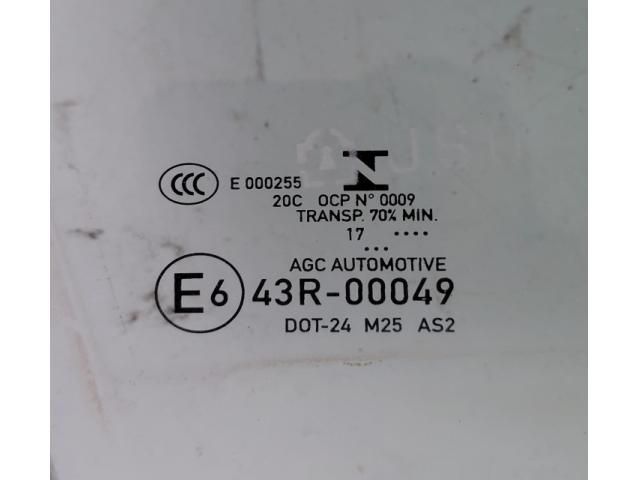 CCC E 000255 N
20C OCP N° 0009
TRANSP. 70% MIN.
17 ....
...
AGC AUTOMOTIVE
E6 43R-00049
DOT-24 M25 AS2